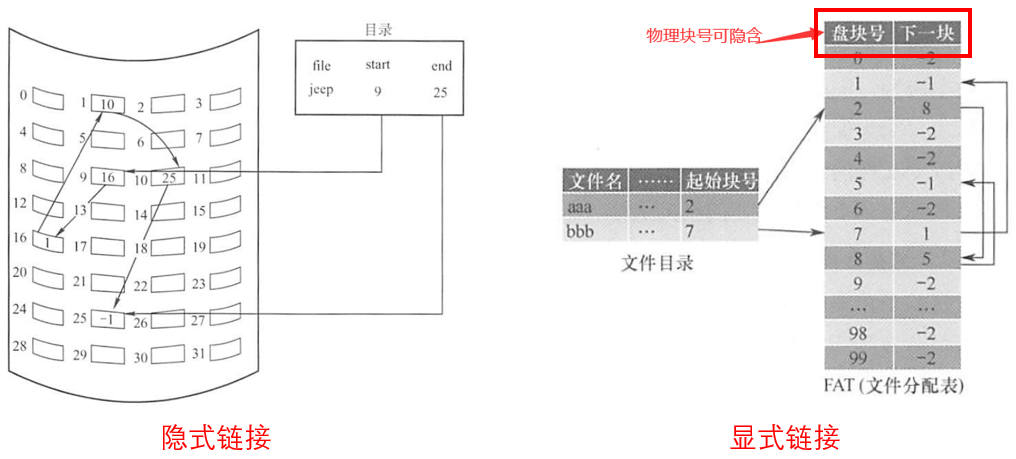 目录
file start end
jeep 9 25
0 1 10 2 3
4 5 6 7
8 9 16 10 25 11
12 13 14 15
16 1 17 18 19
20 21 22 23
24 25 -1 26 27
28 29 30 31
隐式链接
物理块号可隐含
盘块号 下一块
0 -2
1 -1
2 8
3 -2
4 -2
5 -1
6 -2
7 1
8 5
9 -2
… …
98 -2
99 -2
FAT (文件分配表)
文件名 …… 起始块号
aaa … 2
bbb … 7
文件目录
显式链接